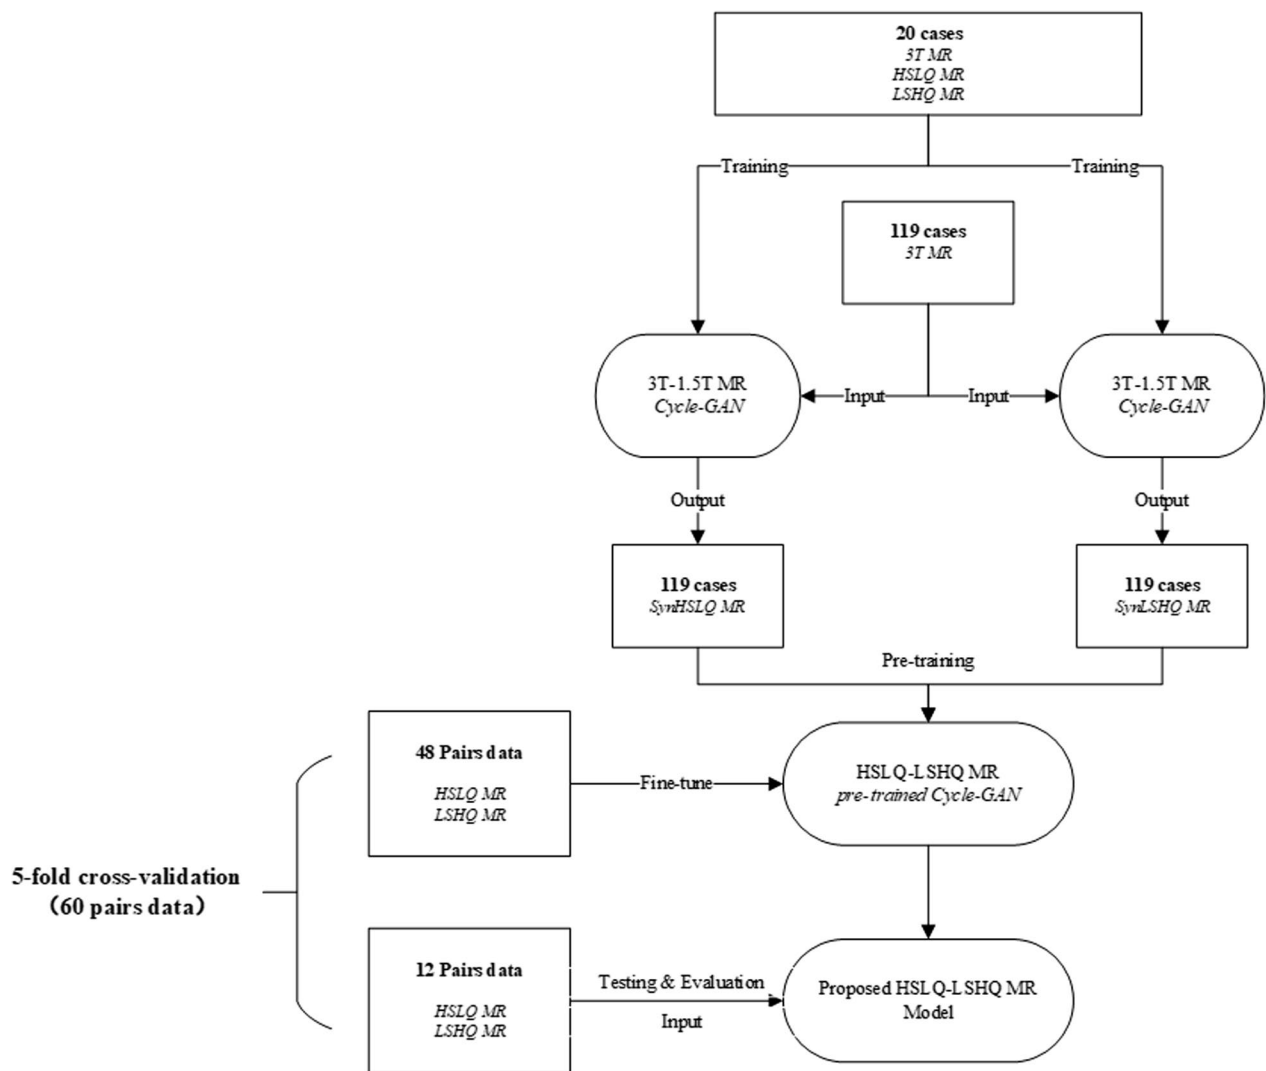 20 cases
3T MR
HSLQ MR
LSHQ MR
Training
Training
119 cases
3T MR
3T-1.5T MR
Cycle-GAN
Input
Input
3T-1.5T MR
Cycle-GAN
Output
Output
119 cases
SynHSLQ MR
119 cases
SynLSHQ MR
Pre-training
48 Pairs data
HSLQ MR
LSHQ MR
Fine-tune
HSLQ-LSHQ MR
pre-trained Cycle-GAN
5-fold cross-validation
（60 pairs data）
12 Pairs data
HSLQ MR
LSHQ MR
Testing & Evaluation
Input
Proposed HSLQ-LSHQ MR
Model